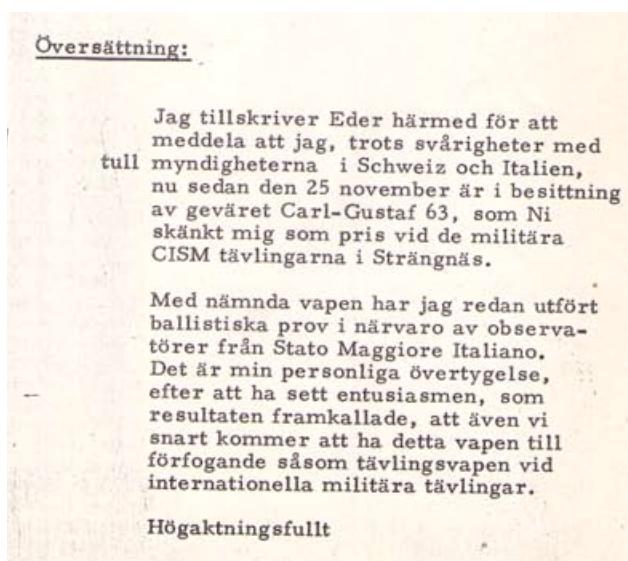 Översättning:
Jag tillskriver Eder härmed för att
meddela att jag, trots svårigheter med
tull myndigheterna i Schweiz och Italien,
nu sedan den 25 november är i besittning
av geväret Carl-Gustaf 63, som Ni
skänkt mig som pris vid de militära
CISM tävlingarna i Strängnäs.
Med nämnda vapen har jag redan utfört
ballistiska prov i närvaro av observa-
törer från Stato Maggiore Italiano.
Det är min personliga övertygelse,
efter att ha sett entusiasmen, som
resultaten framkallade, att även vi
snart kommer att ha detta vapen till
förfogande såsom tävlingsvapen vid
internationella militära tävlingar.
Högaktningsfullt